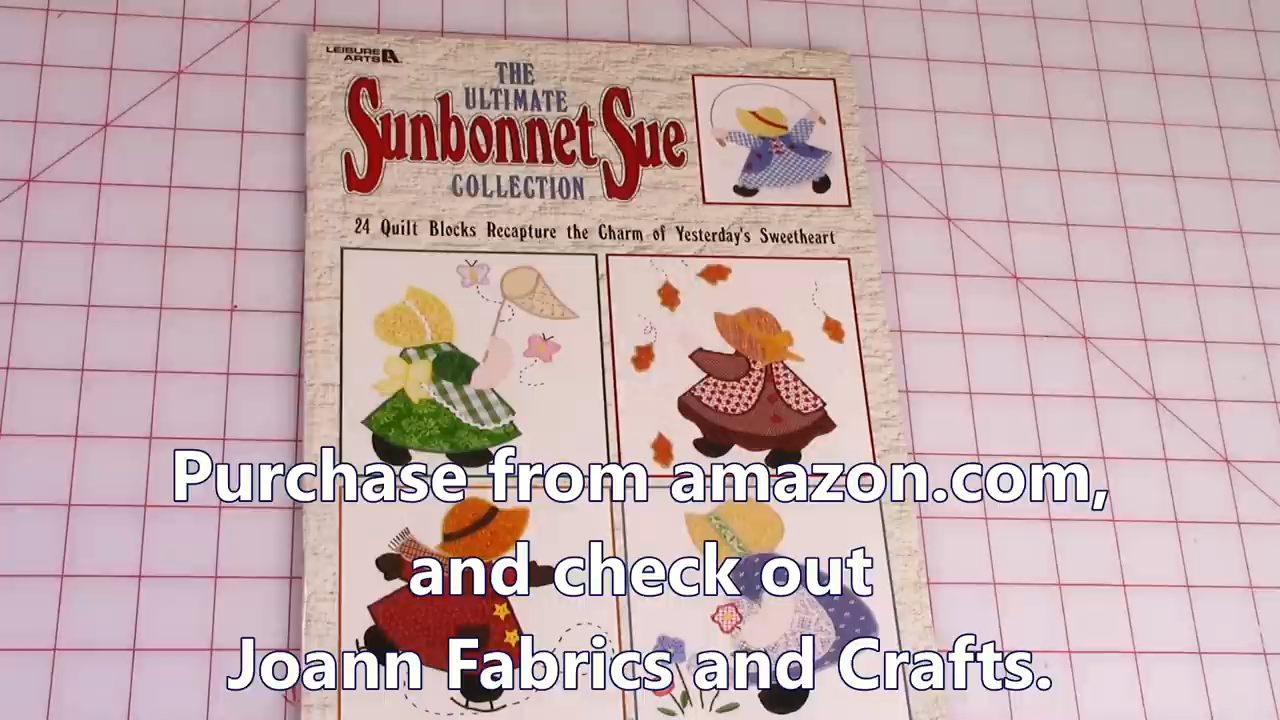 LEISURE
ARTS
THE
ULTIMATE
Sunbonnet Sue
COLLECTION
24 Quilt Blocks Recapture the Charm of Yesterday's Sweetheart
Purchase from amazon.com,
and check out
Joann Fabrics and Crafts.